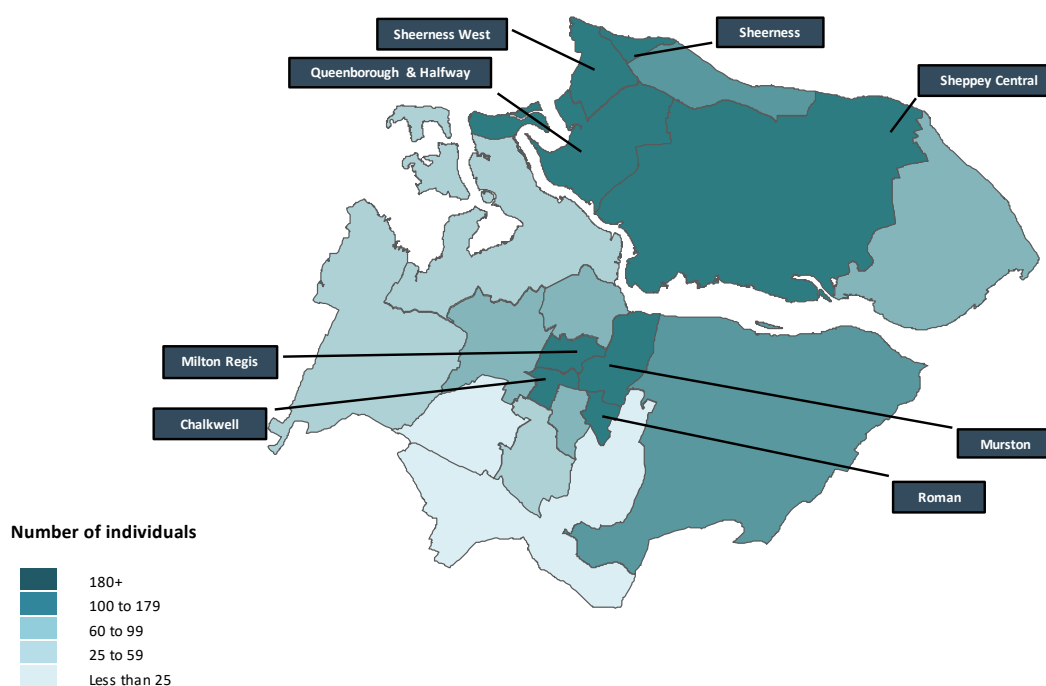 Sheerness West
Sheerness
Queenborough & Halfway
Sheppey Central
Milton Regis
Chalkwell
Murston
Roman
Number of individuals
180+
100 to 179
60 to 99
25 to 59
Less than 25